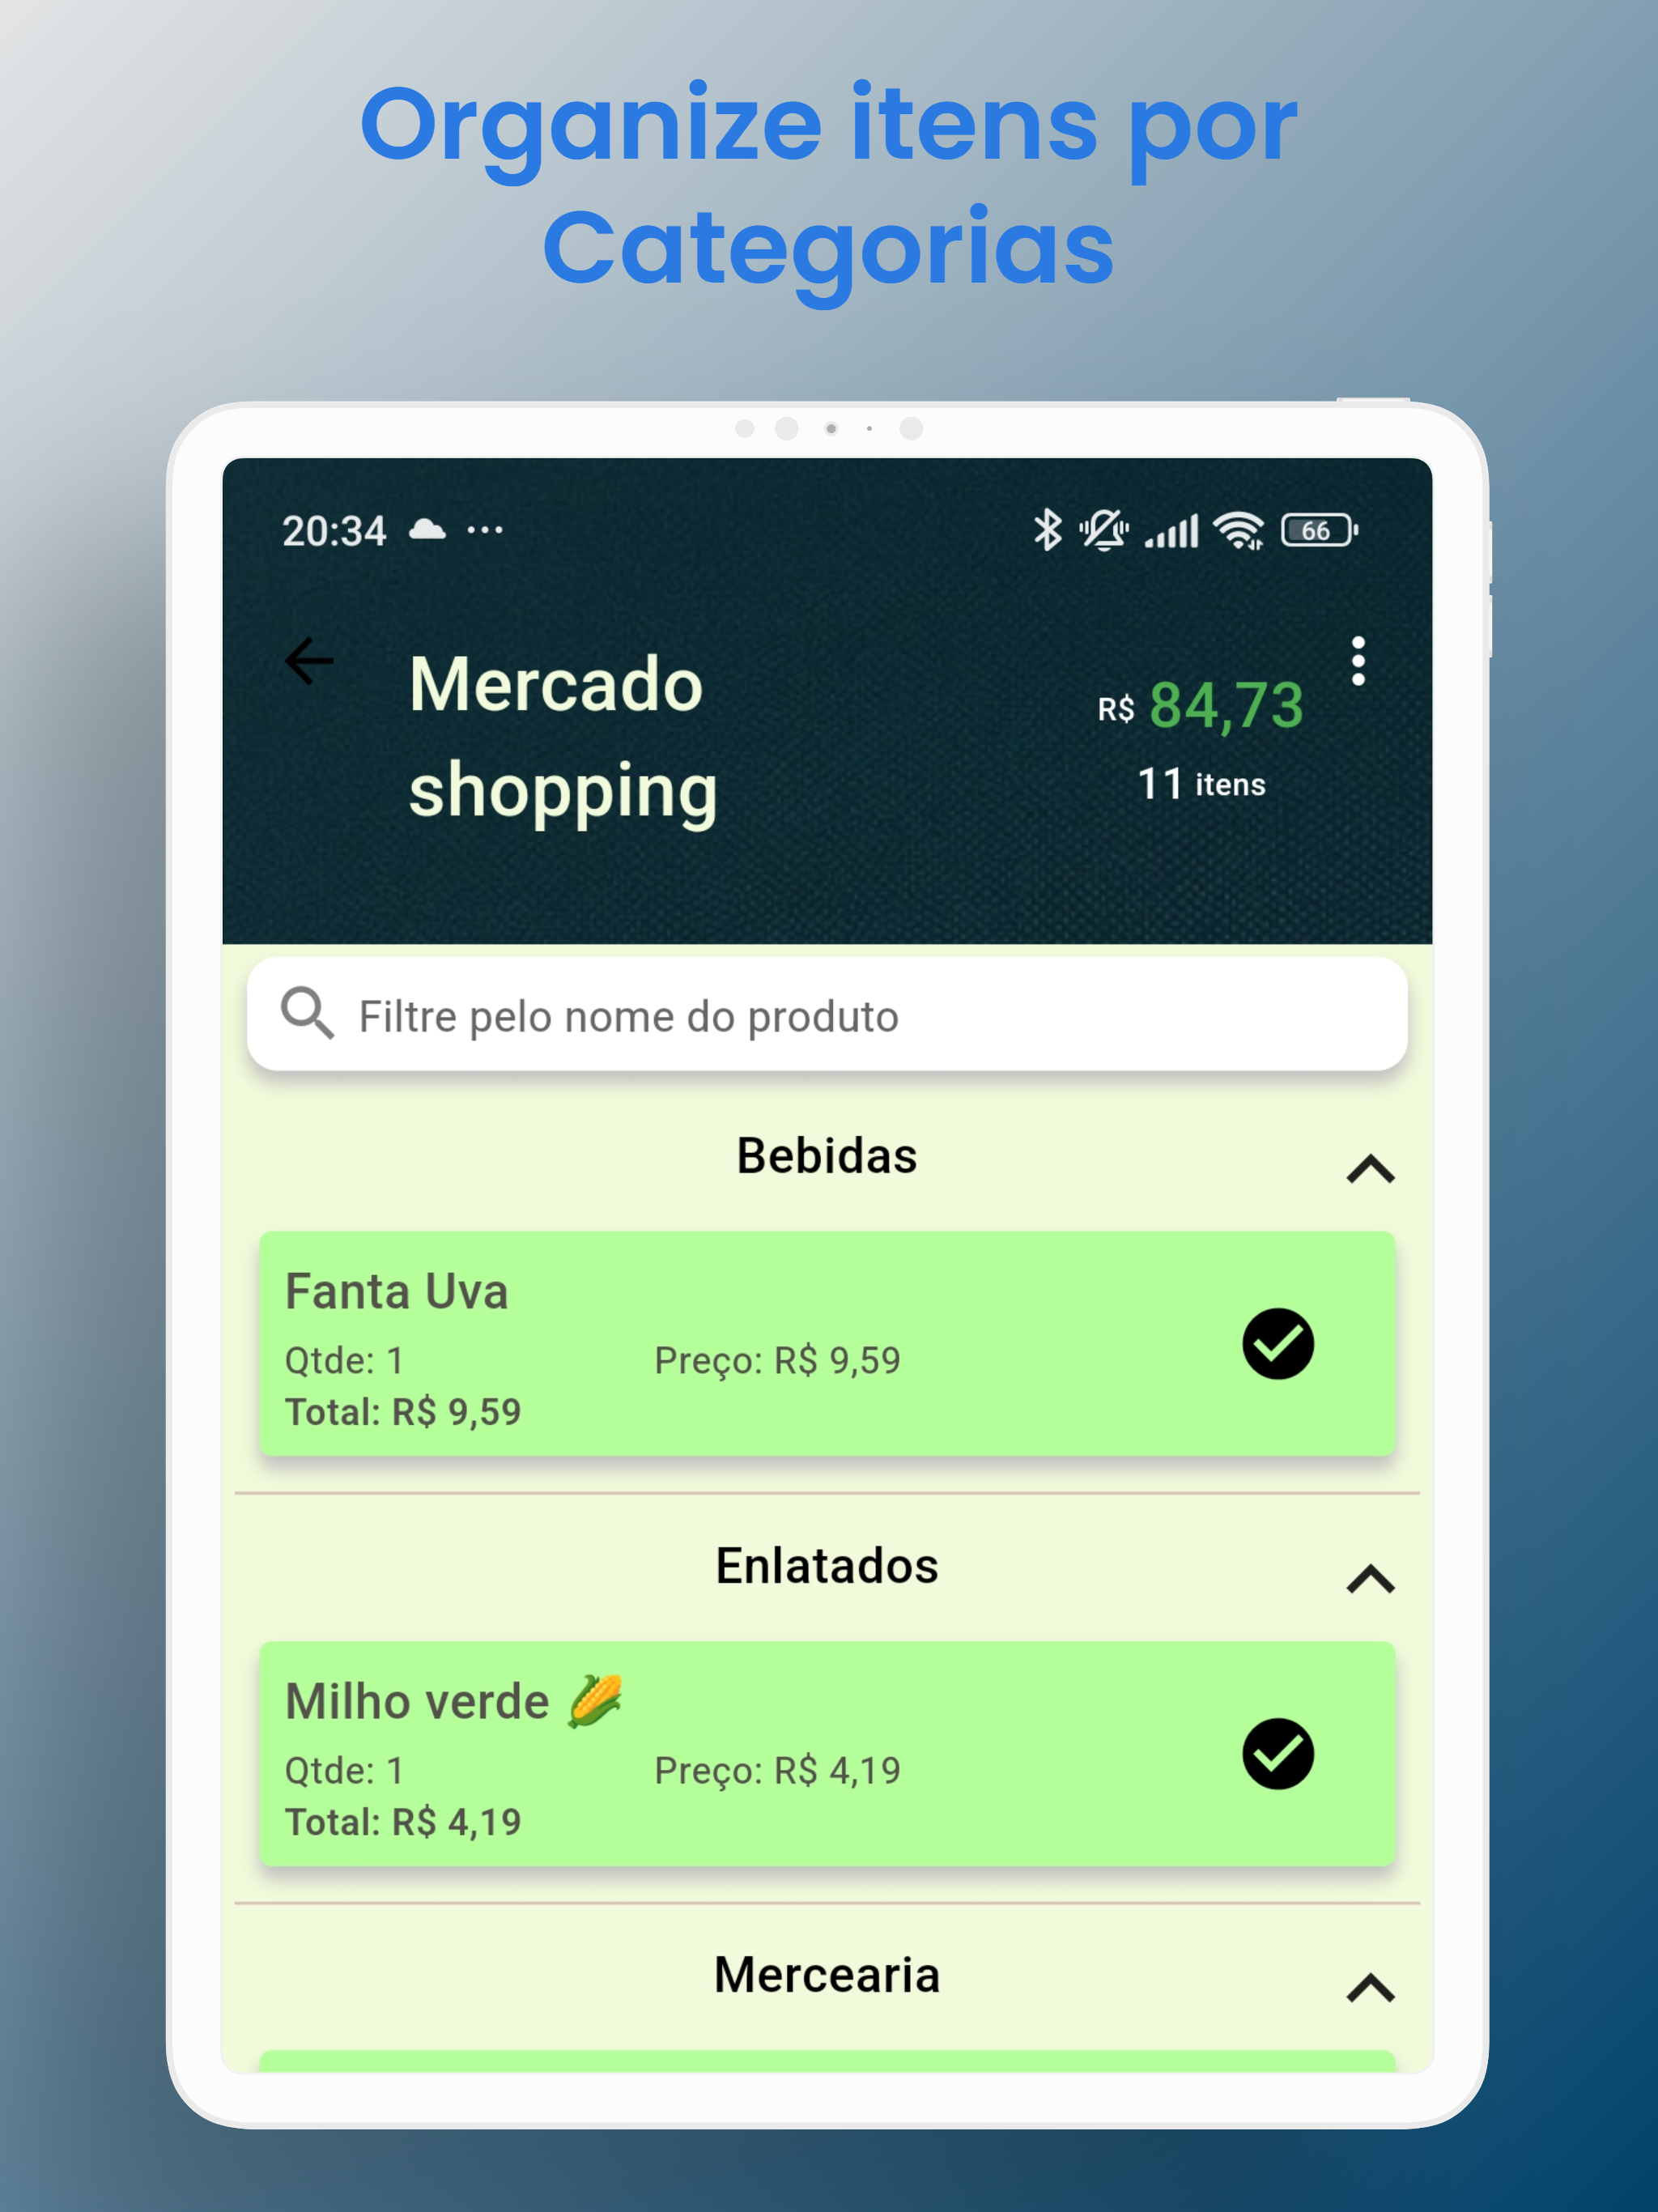 Organize itens por
Categorias
20:34
66
Mercado
shopping
R$ 84,73
11 itens
Filtre pelo nome do produto
Bebidas
Fanta Uva
Qtde: 1 Preço: R$ 9,59
Total: R$ 9,59
Enlatados
Milho verde 🌽
Qtde: 1 Preço: R$ 4,19
Total: R$ 4,19
Mercearia